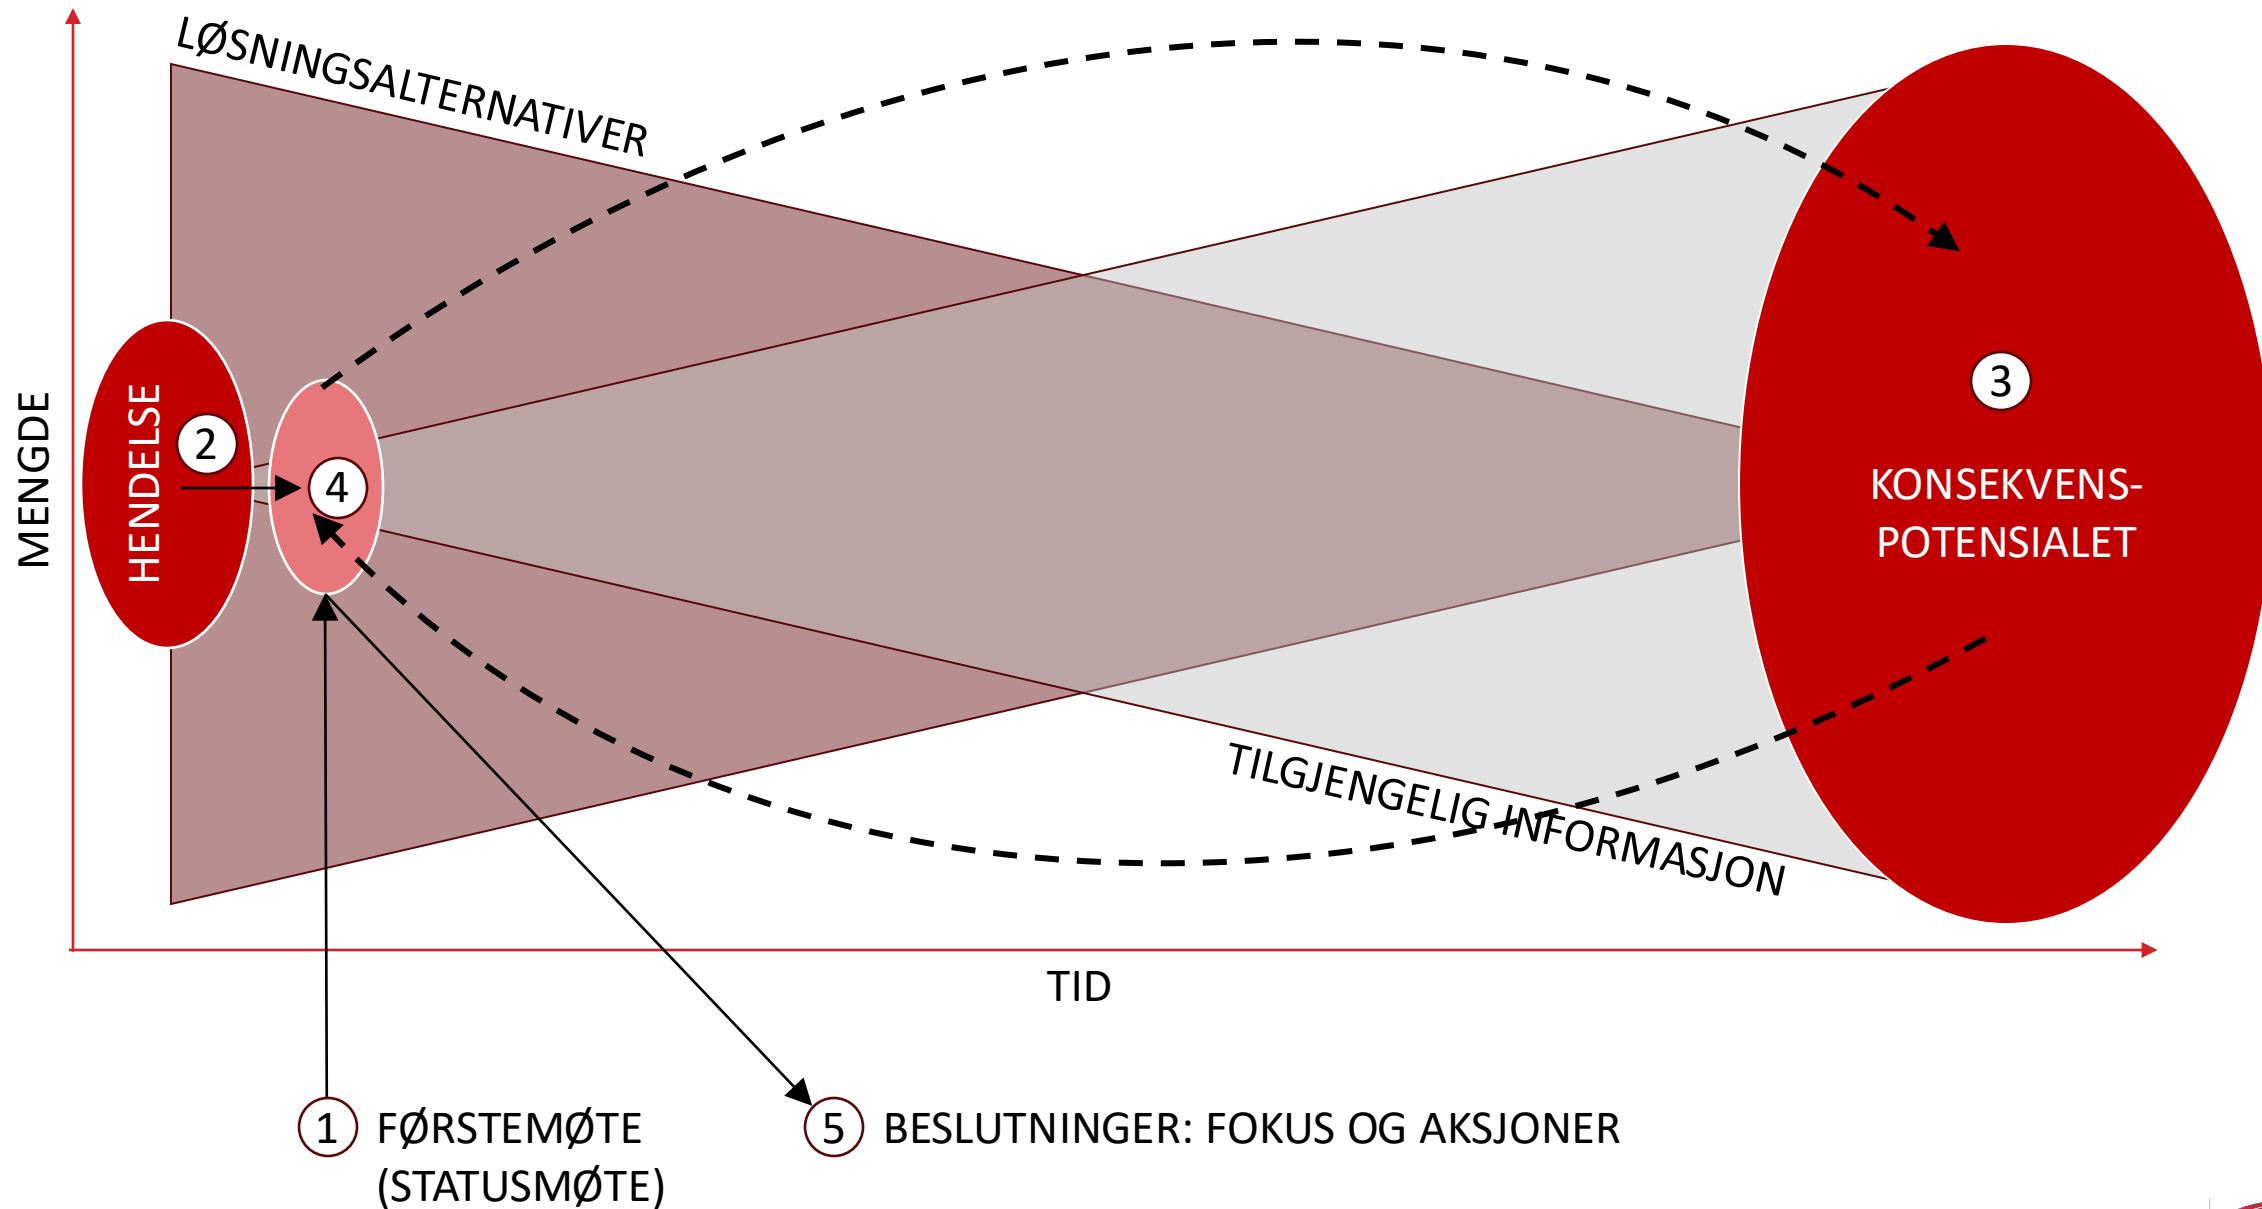 LØSNINGSALTERNATIVER
MENGDE
HENDELSE
2
4
3
KONSEKVENS-
POTENSIALET
TILGJENGELIG INFORMASJON
TID
1 FØRSTEMØTE
(STATUSMØTE)
5 BESLUTNINGER: FOKUS OG AKSJONER